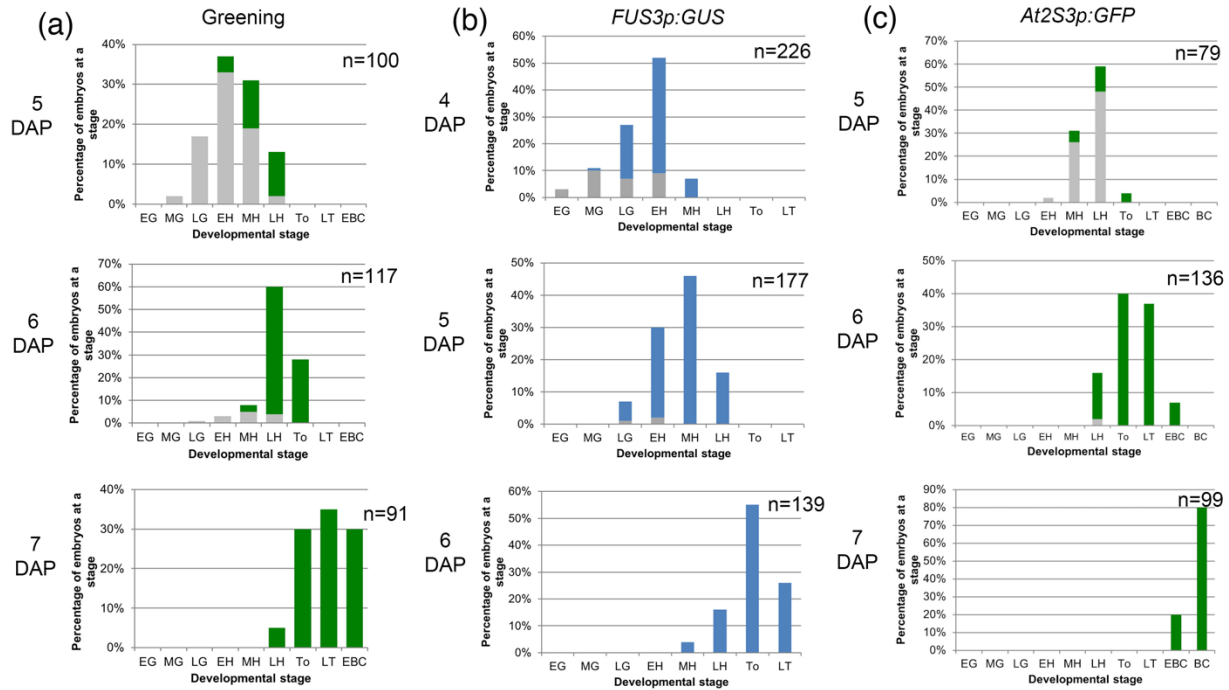 (a) Greening
5 DAP
Percentage of embryos at a stage
40%
30%
20%
10%
0%
n=100
EG MG LG EH MH LH To LT EBC
Developmental stage
6 DAP
Percentage of embryos at a stage
70%
60%
50%
40%
30%
20%
10%
0%
n=117
EG MG LG EH MH LH To LT EBC
Developmental stage
7 DAP
Percentage of embryos at a stage
40%
30%
20%
10%
0%
n=91
EG MG LG EH MH LH To LT EBC
Developmental stage
(b) FUS3p:GUS
4 DAP
Percentage of embryos at a stage
60%
50%
40%
30%
20%
10%
0%
n=226
EG MG LG EH MH LH To LT
Developmental stage
5 DAP
Percentage of embryos at a stage
50%
40%
30%
20%
10%
0%
n=177
EG MG LG EH MH LH To LT
Developmental stage
6 DAP
Percentage of embryos at a stage
60%
50%
40%
30%
20%
10%
0%
n=139
EG MG LG EH MH LH To LT
Developmental stage
(c) At2S3p:GFP
5 DAP
Percentage of embryos at a stage
70%
60%
50%
40%
30%
20%
10%
0%
n=79
EG MG LG EH MH LH To LT EBC BC
Developmental stage
6 DAP
Percentage of embryos at a stage
50%
40%
30%
20%
10%
0%
n=136
EG MG LG EH MH LH To LT EBC BC
Developmental stage
7 DAP
Percentage of emrbyos at a stage
90%
80%
70%
60%
50%
40%
30%
20%
10%
0%
n=99
EG MG LG EH MH LH To LT EBC BC
Developmental stage